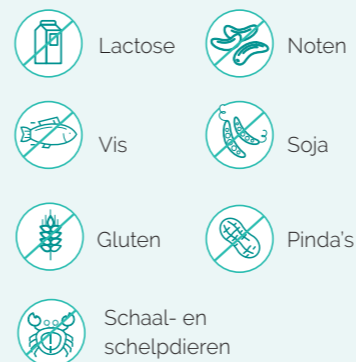 Lactose
Noten
Vis
Soja
Gluten
Pinda's
Schaal- en
schelpdieren